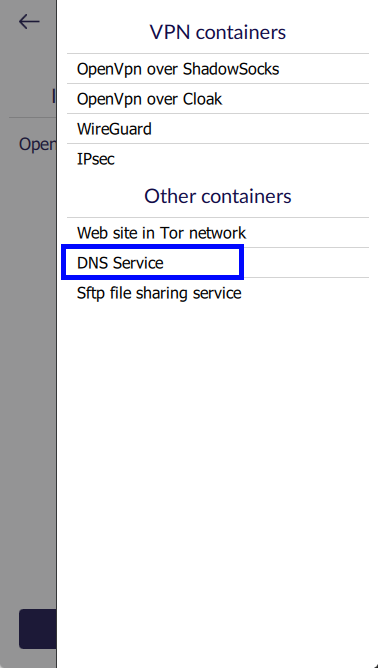 VPN containers
OpenVpn over ShadowSocks
OpenVpn over Cloak
WireGuard
IPsec
Other containers
Web site in Tor network
DNS Service
Sftp file sharing service